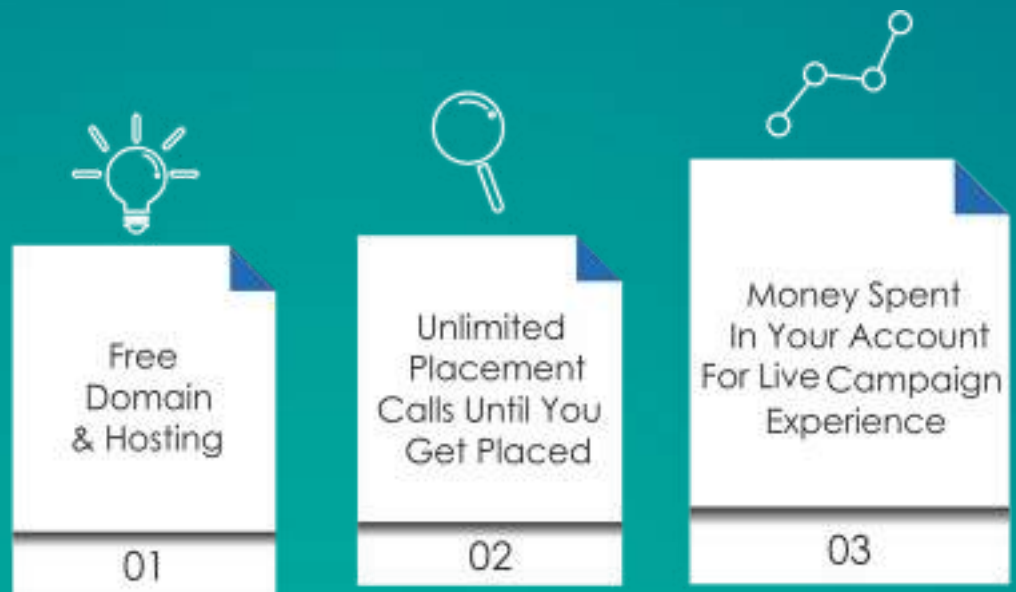 Free
Domain
& Hosting
01
Unlimited
Placement
Calls Until You
Get Placed
02
Money Spent
In Your Account
For Live Campaign
Experience
03